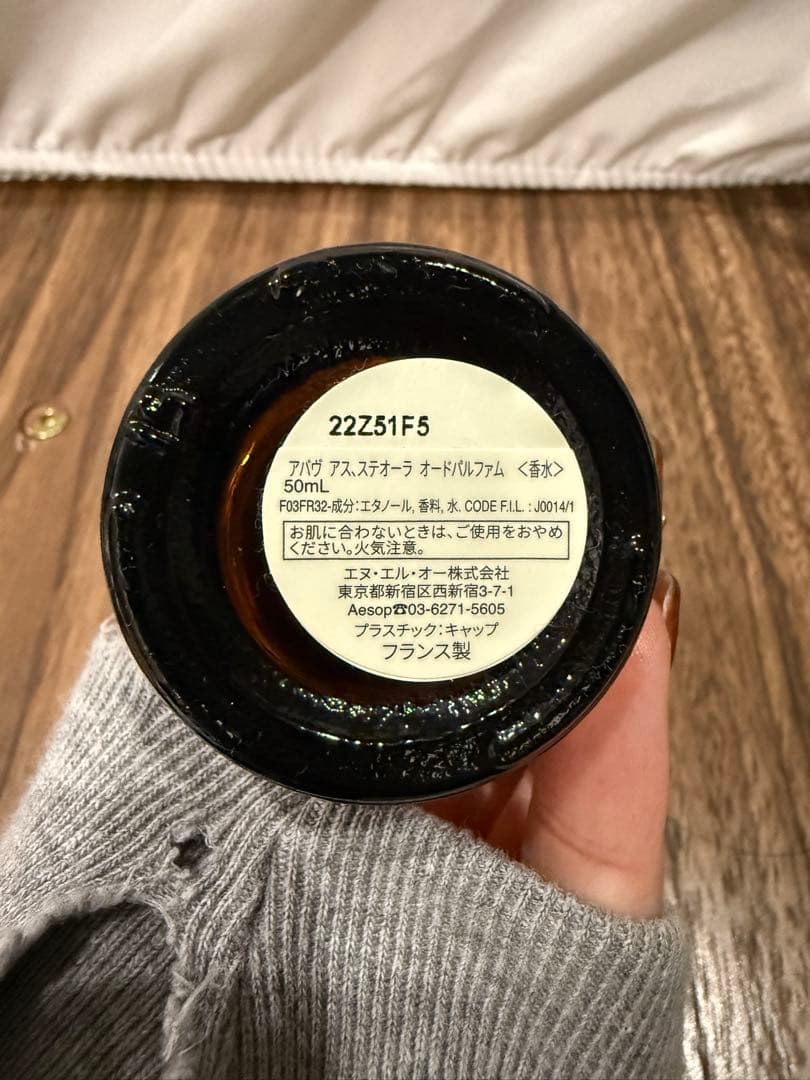 22Z51F5
アバヴ アス、ステオーラ オードパルファム <香水>
50mL
F03FR32-成分：エタノール, 香料, 水. CODE F.I.L. : J0014/1
お肌に合わないときは、ご使用をおやめ
ください。火気注意。
エヌ・エル・オー株式会社
東京都新宿区西新宿3-7-1
Aesop☎03-6271-5605
プラスチック：キャップ
フランス製